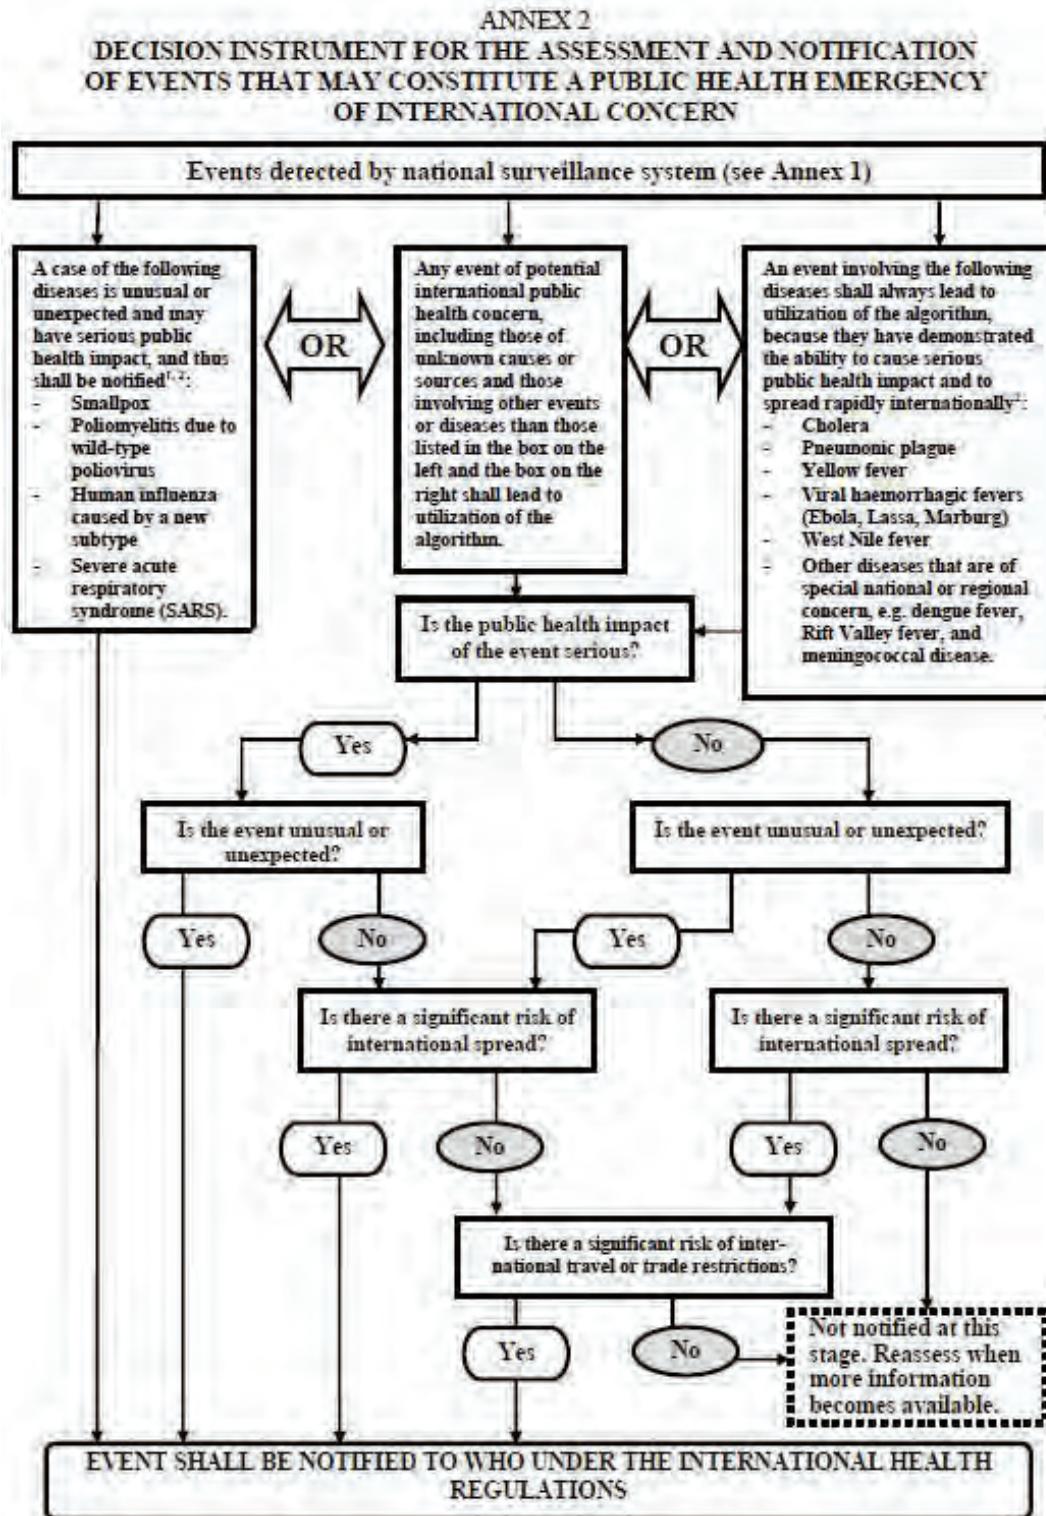 ANNEX 2
DECISION INSTRUMENT FOR THE ASSESSMENT AND NOTIFICATION
OF EVENTS THAT MAY CONSTITUTE A PUBLIC HEALTH EMERGENCY
OF INTERNATIONAL CONCERN
Events detected by national surveillance system (see Annex 1)
A case of the following
diseases is unusual or
unexpected and may
have serious public
health impact, and thus
shall be notified1, 2:
- Smallpox
- Poliomyelitis due to
wild-type
poliovirus
- Human influenza
caused by a new
subtype
- Severe acute
respiratory
syndrome (SARS).
OR
Any event of potential
international public
health concern,
including those of
unknown causes or
sources and those
involving other events
or diseases than those
listed in the box on the
left and the box on the
right shall lead to
utilization of the
algorithm.
OR
An event involving the following
diseases shall always lead to
utilization of the algorithm,
because they have demonstrated
the ability to cause serious
public health impact and to
spread rapidly internationally:
- Cholera
- Pneumonic plague
- Yellow fever
- Viral haemorrhagic fevers
(Ebola, Lassa, Marburg)
- West Nile fever
- Other diseases that are of
special national or regional
concern, e.g. dengue fever,
Rift Valley fever, and
meningococcal disease.
Is the public health impact
of the event serious?
Yes
No
Is the event unusual or
unexpected?
Is the event unusual or unexpected?
Yes
No
Yes
No
Is there a significant risk of
international spread?
Is there a significant risk of
international spread?
Yes
No
Yes
No
Is there a significant risk of inter-
national travel or trade restrictions?
Yes
No
Not notified at this
stage. Reassess when
more information
becomes available.
EVENT SHALL BE NOTIFIED TO WHO UNDER THE INTERNATIONAL HEALTH
REGULATIONS